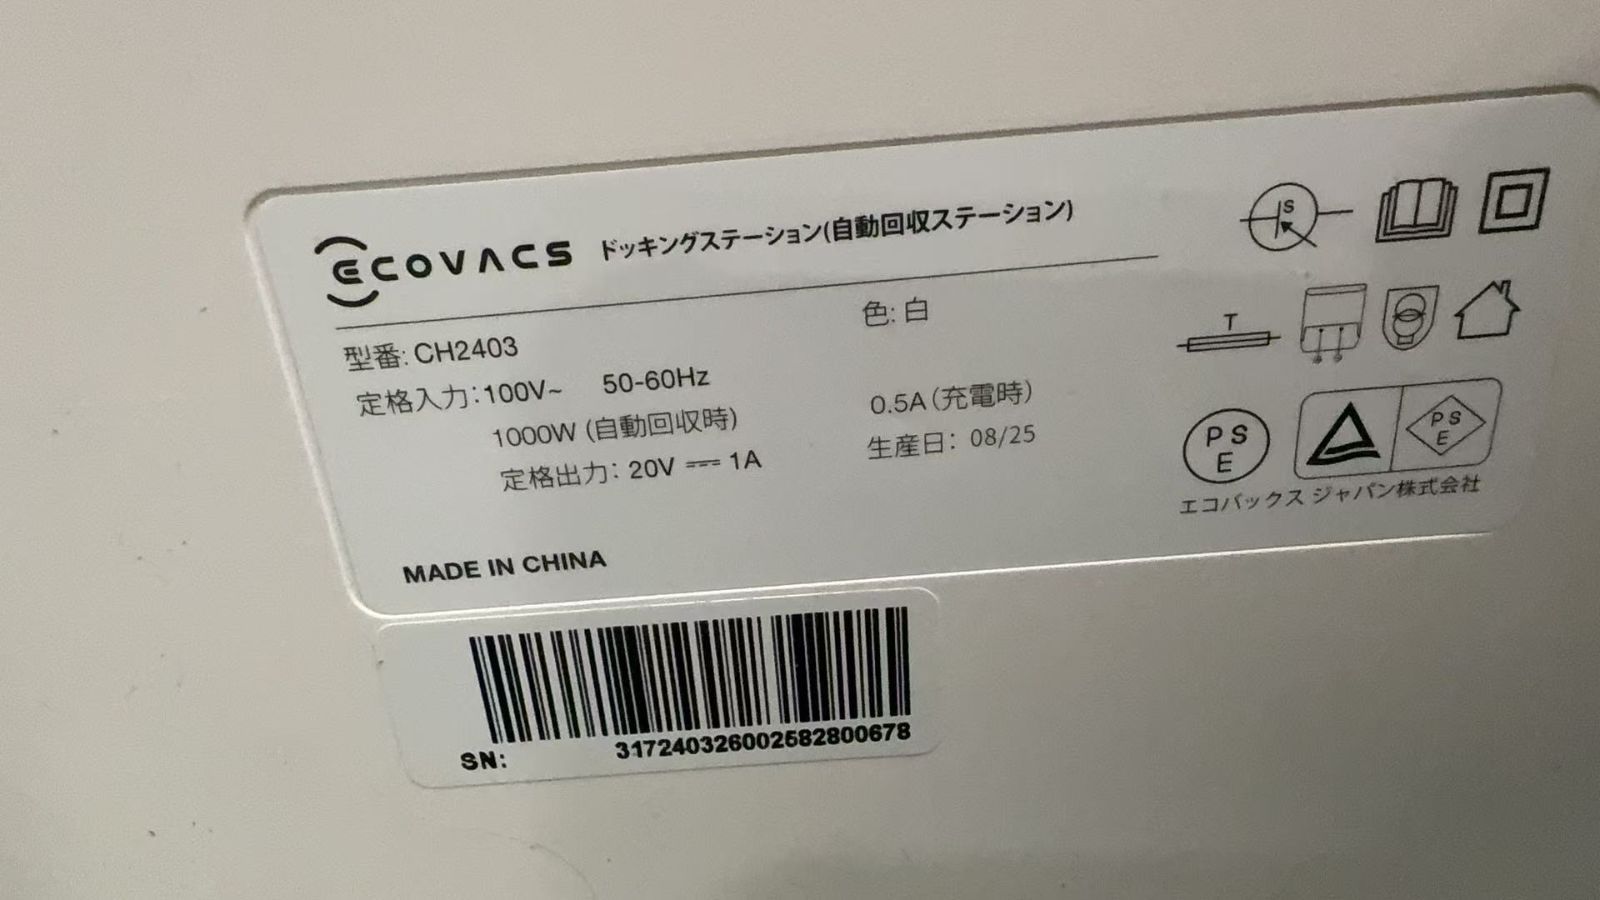 ECOVACS ドッキングステーション(自動回収ステーション)
型番: CH2403
色: 白
定格入力: 100V~ 50-60Hz
1000W (自動回収時)
0.5A (充電時)
定格出力: 20V ⎓ 1A
生産日: 08/25
MADE IN CHINA
S
T
PSE
PSE
エコバックス ジャパン株式会社
SN: 317240326002582800678